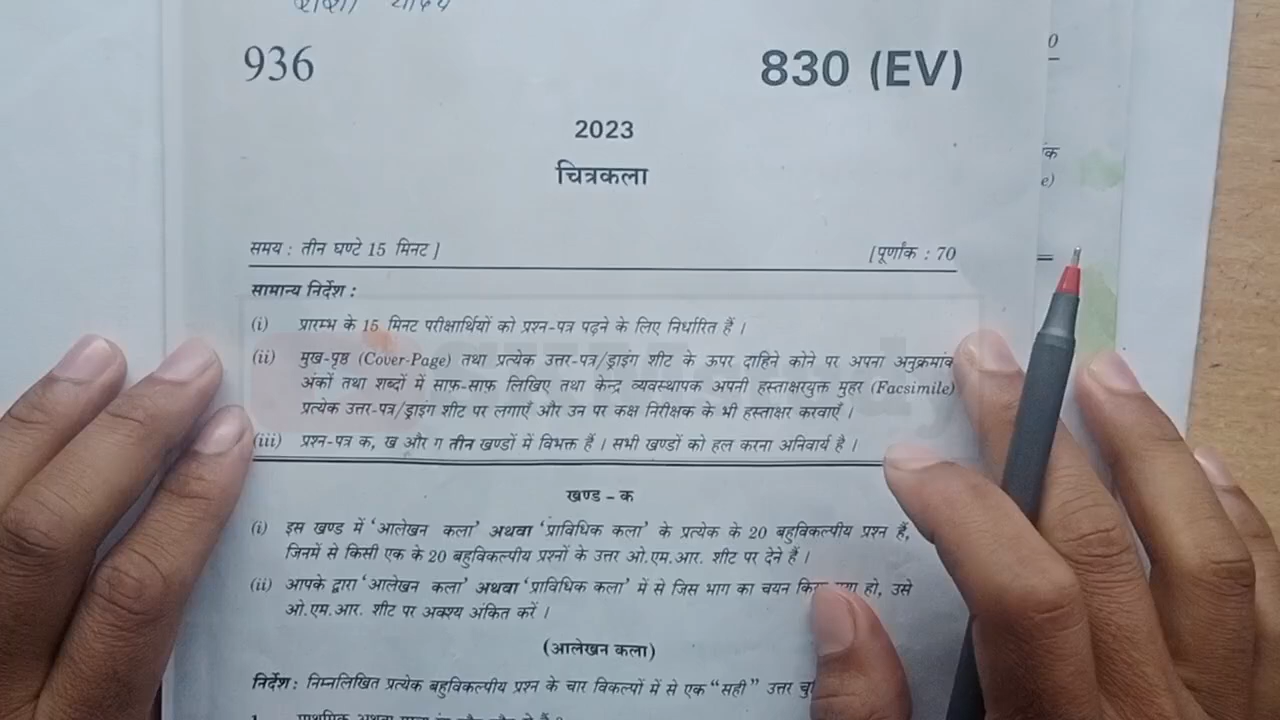 936
830 (EV)
2023
चित्रकला
समय : तीन घण्टे 15 मिनट ]
[ पूर्णांक : 70
सामान्य निर्देश :
(i) प्रारम्भ के 15 मिनट परीक्षार्थियों को प्रश्न-पत्र पढ़ने के लिए निर्धारित हैं ।
(ii) मुख-पृष्ठ (Cover-Page) तथा प्रत्येक उत्तर-पत्र/ड्राइंग शीट के ऊपर दाहिने कोने पर अपना अनुक्रमांक
अंकों तथा शब्दों में साफ़-साफ़ लिखिए तथा केन्द्र व्यवस्थापक अपनी हस्ताक्षरयुक्त मुहर (Facsimile)
प्रत्येक उत्तर-पत्र/ड्राइंग शीट पर लगाएँ और उन पर कक्ष निरीक्षक के भी हस्ताक्षर करवाएँ ।
(iii) प्रश्न-पत्र क, ख और ग तीन खण्डों में विभक्त हैं । सभी खण्डों को हल करना अनिवार्य है ।
खण्ड – क
(i) इस खण्ड में ‘आलेखन कला’ अथवा ‘प्राविधिक कला’ के प्रत्येक के 20 बहुविकल्पीय प्रश्न हैं,
जिनमें से किसी एक के 20 बहुविकल्पीय प्रश्नों के उत्तर ओ.एम.आर. शीट पर देने हैं ।
(ii) आपके द्वारा ‘आलेखन कला’ अथवा ‘प्राविधिक कला’ में से जिस भाग का चयन हो, उसे
ओ.एम.आर. शीट पर अवश्य अंकित करें ।
(आलेखन कला)
निर्देश : निम्नलिखित प्रत्येक बहुविकल्पीय प्रश्न के चार विकल्पों में से एक “सही” उत्तर